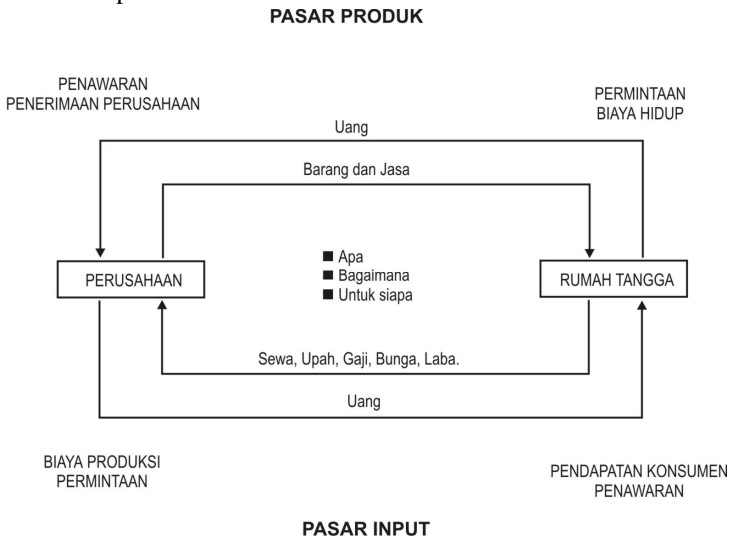 PASAR PRODUK
PENAWARAN
PENERIMAAN PERUSAHAAN
PERMINTAAN
BIAYA HIDUP
Uang
Barang dan Jasa
PERUSAHAAN
■ Apa
■ Bagaimana
■ Untuk siapa
RUMAH TANGGA
Sewa, Upah, Gaji, Bunga, Laba.
Uang
BIAYA PRODUKSI
PERMINTAAN
PENDAPATAN KONSUMEN
PENAWARAN
PASAR INPUT